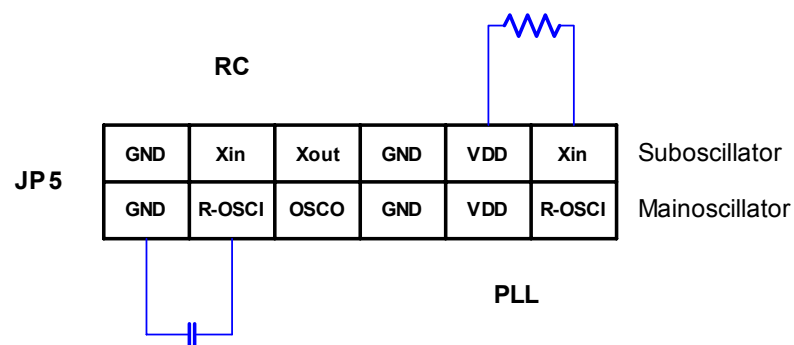 RC
GND Xin Xout GND VDD Xin Suboscillator
JP5
GND R-OSCI OSCO GND VDD R-OSCI Mainoscillator
PLL